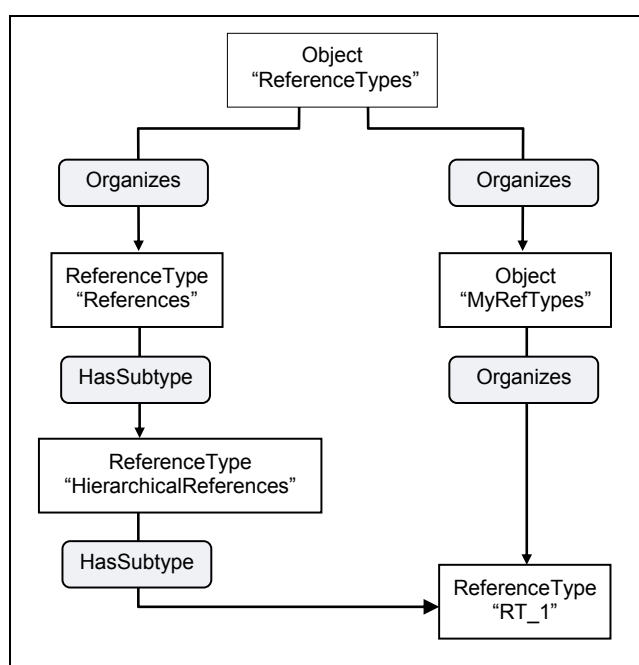 Object
“ReferenceTypes”
Organizes
Organizes
ReferenceType
“References”
Object
“MyRefTypes”
HasSubtype
Organizes
ReferenceType
“HierarchicalReferences”
HasSubtype
ReferenceType
“RT_1”